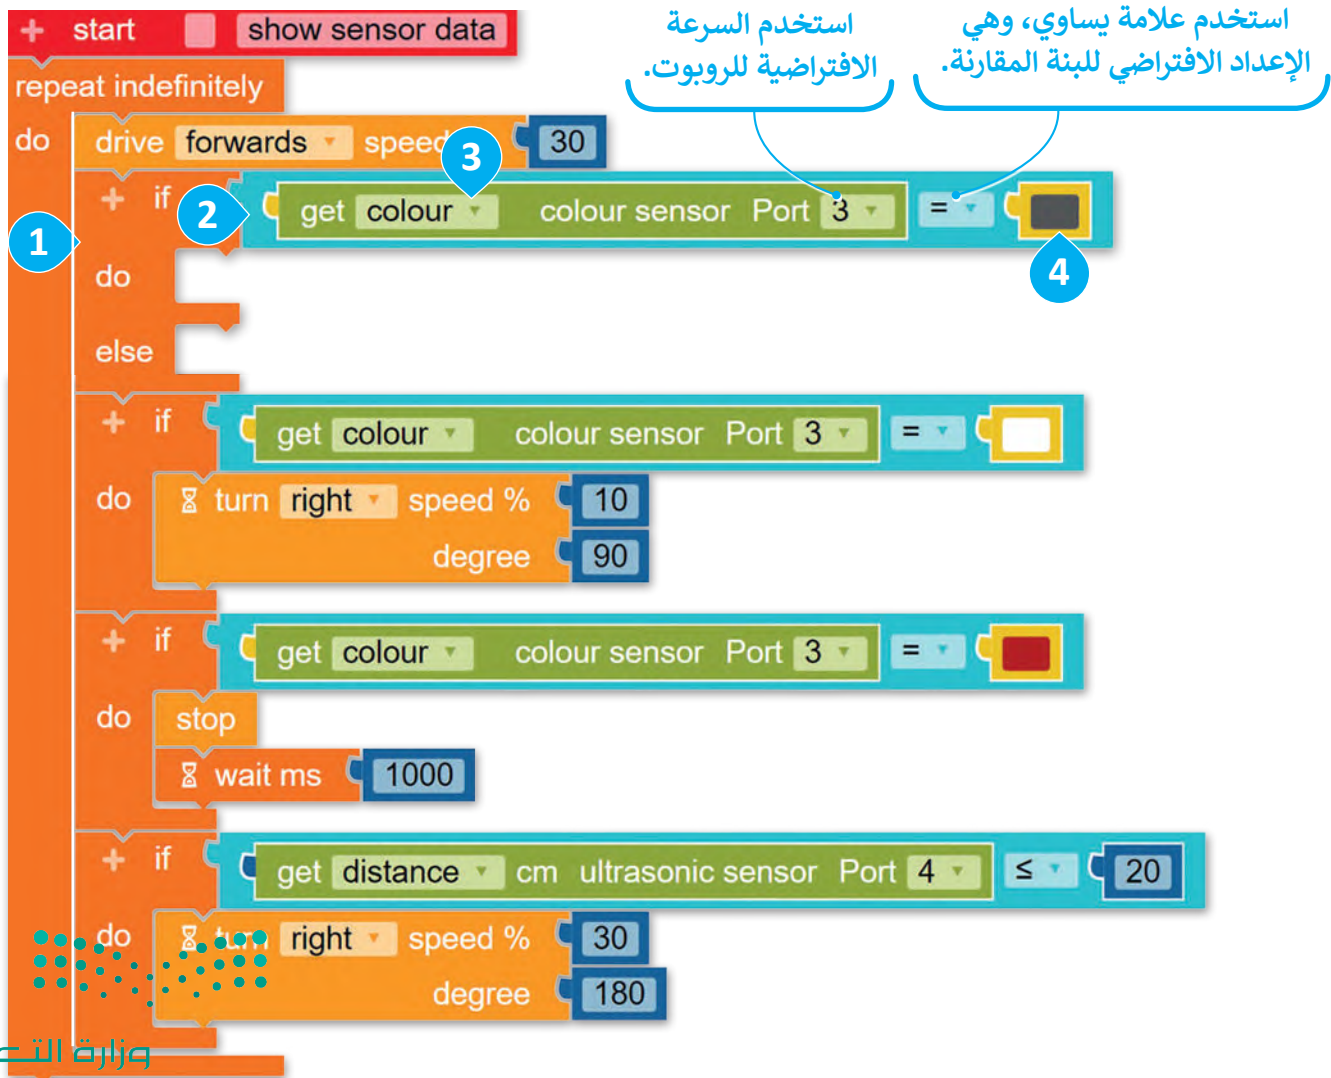 استخدم علامة يساوي، وهي
الإعداد الافتراضي للبنة المقارنة.
استخدم السرعة
الافتراضية للروبوت.
+ start show sensor data
repeat indefinitely
do drive forwards speed 30
3
+ if get colour colour sensor Port 3 =
2
1
4
do
else
+ if get colour colour sensor Port 3 =
do turn right speed % 10
degree 90
+ if get colour colour sensor Port 3 =
do stop
wait ms 1000
+ if get distance cm ultrasonic sensor Port 4 ≤ 20
do turn right speed % 30
degree 180
وزارة